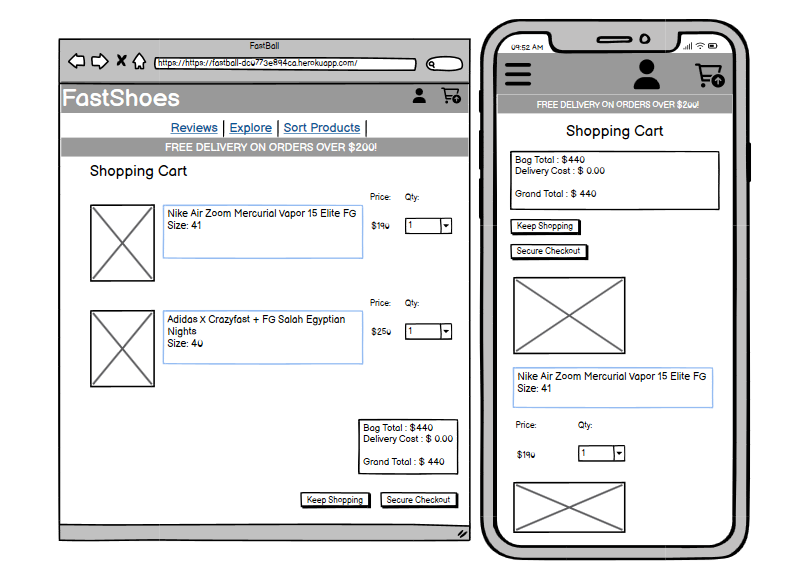 FastBall
https://https://fastball-dcu773e894ca.herokuapp.com/
FastShoes
Reviews
Explore
Sort Products
FREE DELIVERY ON ORDERS OVER $200!
Shopping Cart
Price: Qty:
Nike Air Zoom Mercurial Vapor 15 Elite FG
Size: 41
$190 1
Price: Qty:
Adidas X Crazyfast + FG Salah Egyptian
Nights
Size: 40
$250 1
Bag Total : $440
Delivery Cost : $ 0.00
Grand Total : $ 440
Keep Shopping
Secure Checkout
09:52 AM
FREE DELIVERY ON ORDERS OVER $200!
Shopping Cart
Bag Total : $440
Delivery Cost : $ 0.00
Grand Total : $ 440
Keep Shopping
Secure Checkout
Nike Air Zoom Mercurial Vapor 15 Elite FG
Size: 41
Price: Qty:
$190 1